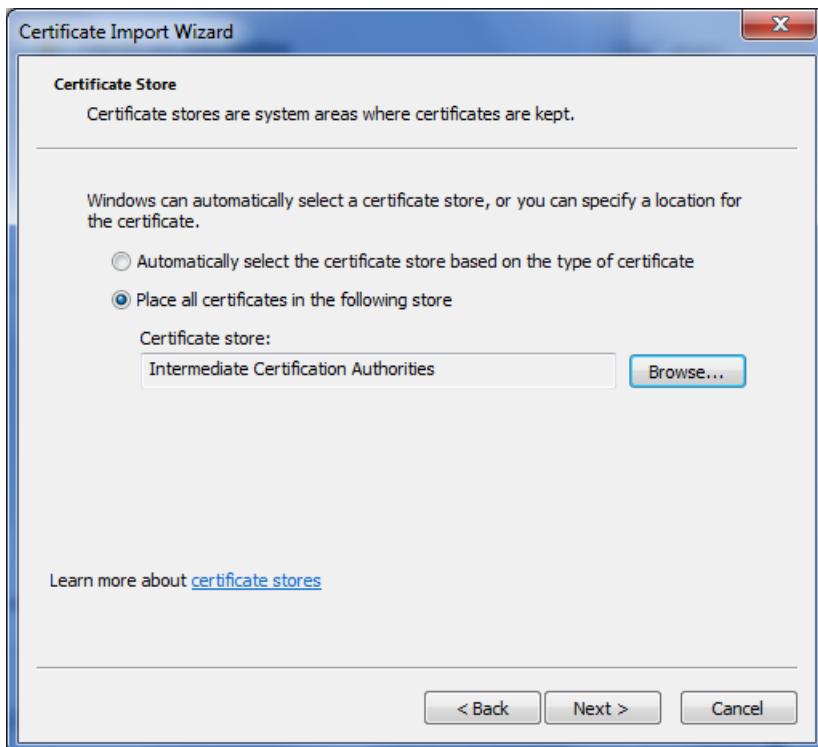 Certificate Import Wizard
Certificate Store
Certificate stores are system areas where certificates are kept.
Windows can automatically select a certificate store, or you can specify a location for
the certificate.
Automatically select the certificate store based on the type of certificate
Place all certificates in the following store
Certificate store:
Intermediate Certification Authorities
Browse...
Learn more about certificate stores
< Back
Next >
Cancel